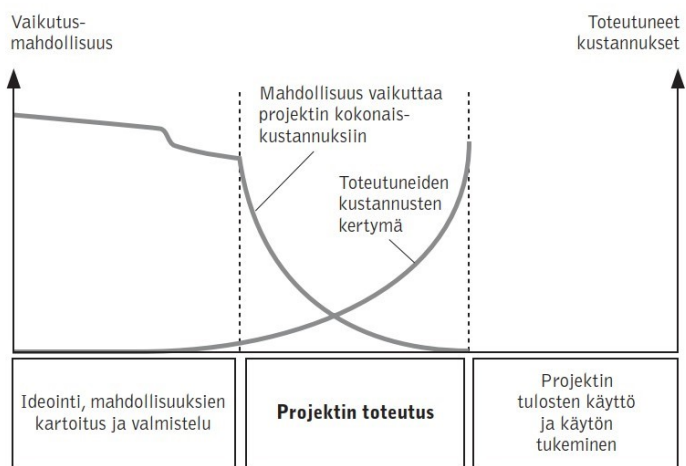 Vaikutus-
mahdollisuus
Toteutuneet
kustannukset
Mahdollisuus vaikuttaa
projektin kokonais-
kustannuksiin
Toteutuneiden
kustannusten
kertymä
Ideointi, mahdollisuuksien
kartoitus ja valmistelu
Projektin toteutus
Projektin
tulosten käyttö
ja käytön
tukeminen